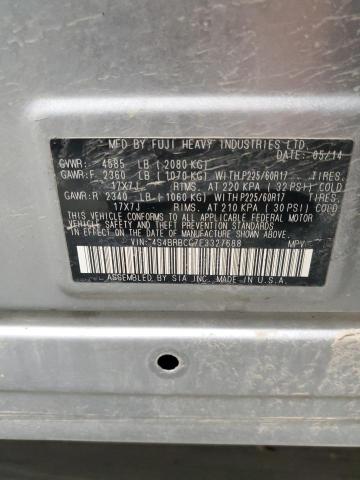 MFD BY FUJI HEAVY INDUSTRIES LTD.
DATE: 05/14
GVWR: 4585 LB (2080 KG)
GAWR:F 2360 LB (1070 KG) WITH P225/60R17 TIRES,
17X7J RIMS, AT 220 KPA (32 PSI) COLD
GAWR:R 2340 LB (1060 KG) WITH P225/60R17 TIRES,
17X7J RIMS, AT 210 KPA (30 PSI) COLD
THIS VEHICLE CONFORMS TO ALL APPLICABLE FEDERAL MOTOR
VEHICLE SAFETY STANDARDS IN EFFECT ON THE DATE OF
MANUFACTURE SHOWN ABOVE.
VIN: 4S4BRBCC7E3327688 MPV
ASSEMBLED BY SIA INC. MADE IN U.S.A.